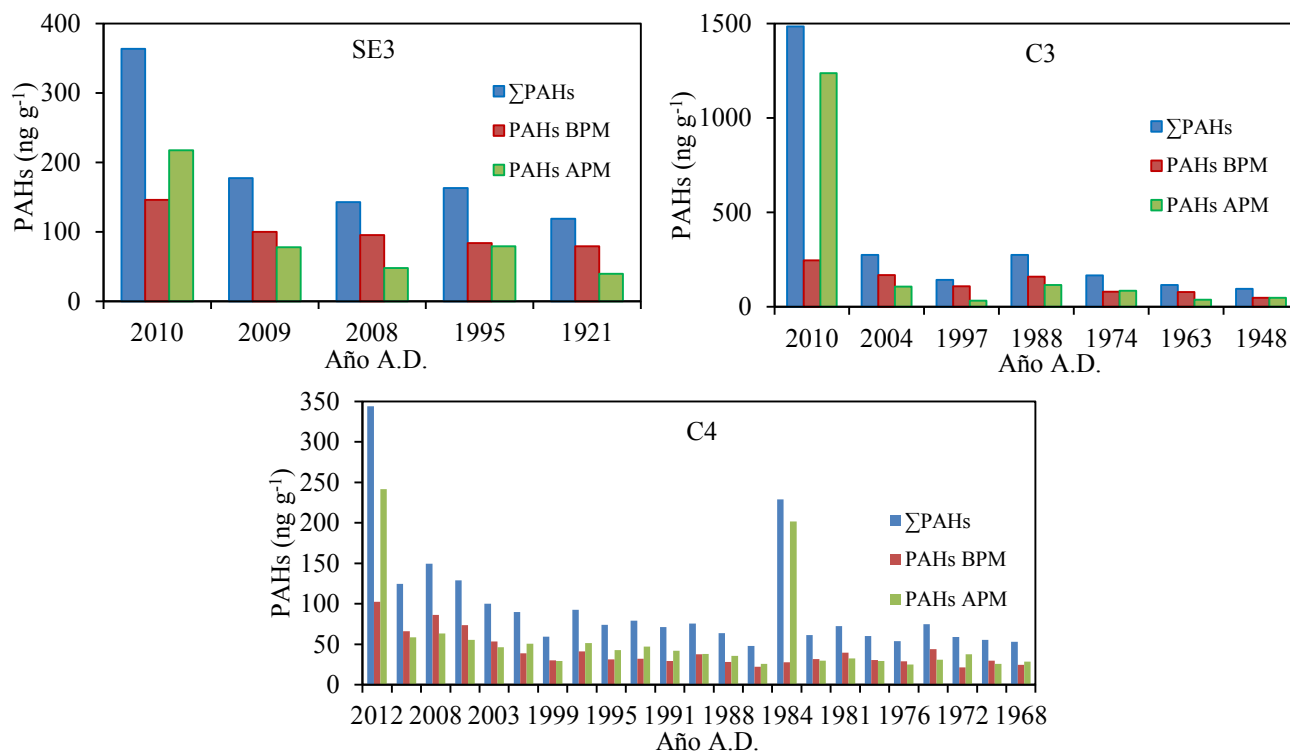 SE3
PAHs (ng g-1)
400
300
200
100
0
∑PAHs
PAHs BPM
PAHs APM
2010 2009 2008 1995 1921
Año A.D.
C3
PAHs (ng g-1)
1500
1000
500
0
∑PAHs
PAHs BPM
PAHs APM
2010 2004 1997 1988 1974 1963 1948
Año A.D.
C4
PAHs (ng g-1)
350
300
250
200
150
100
50
0
∑PAHs
PAHs BPM
PAHs APM
2012 2008 2003 1999 1995 1991 1988 1984 1981 1976 1972 1968
Año A.D.